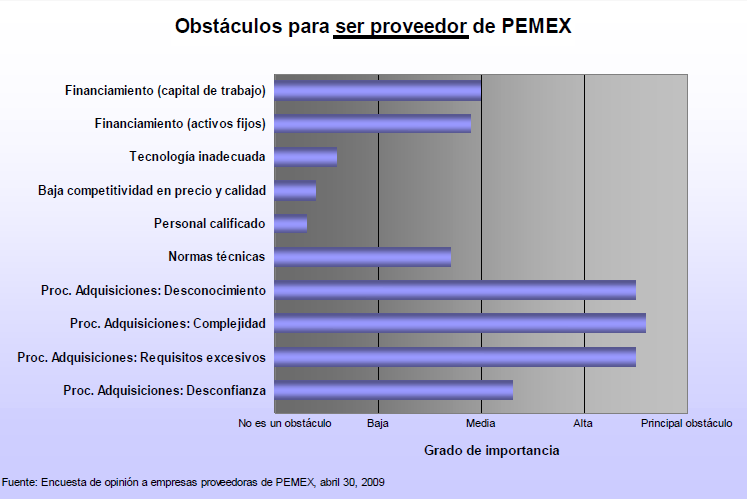 Obstáculos para ser proveedor de PEMEX
Financiamiento (capital de trabajo)
Financiamiento (activos fijos)
Tecnología inadecuada
Baja competitividad en precio y calidad
Personal calificado
Normas técnicas
Proc. Adquisiciones: Desconocimiento
Proc. Adquisiciones: Complejidad
Proc. Adquisiciones: Requisitos excesivos
Proc. Adquisiciones: Desconfianza
No es un obstáculo Baja Media Alta Principal obstáculo
Grado de importancia
Fuente: Encuesta de opinión a empresas proveedoras de PEMEX, abril 30, 2009